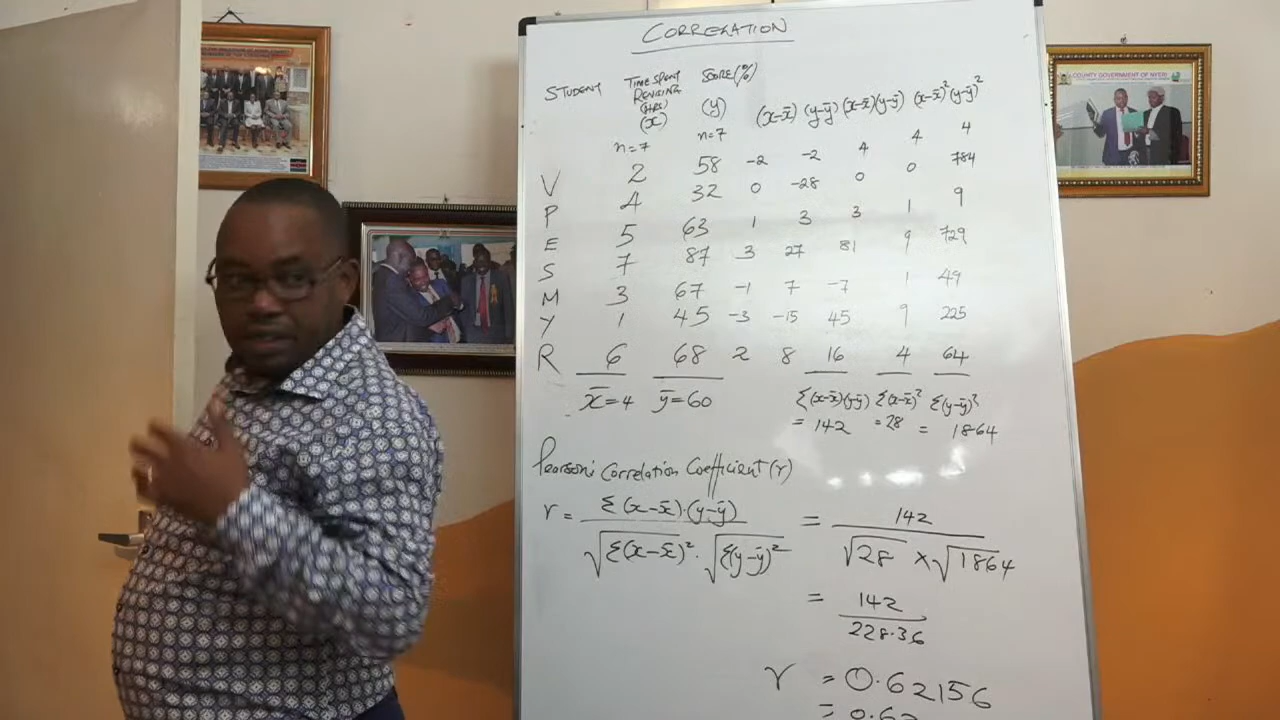 CORRELATION
STUDENT TIME SPENT REVISING (HRS) (x) SCORE(%) (y) (x-x̄) (y-ȳ) (x-x̄)(y-ȳ) (x-x̄)² (y-ȳ)²
n=7 n=7
V 2 58 -2 -2 4 4 4
P 4 32 0 -28 0 0 784
E 5 63 1 3 3 1 9
S 7 87 3 27 81 9 729
M 3 67 -1 7 -7 1 49
Y 1 45 -3 -15 45 9 225
R 6 68 2 8 16 4 64
x̄=4 ȳ=60 Σ(x-x̄)(y-ȳ) Σ(x-x̄)² Σ(y-ȳ)²
= 142 = 28 = 1864
Pearson's Correlation Coefficient (r)
r = Σ(x-x̄)·(y-ȳ) / √Σ(x-x̄)² · √Σ(y-ȳ)² = 142 / √28 × √1864
= 142 / 228.36
r = 0.62156
COUNTY GOVERNMENT OF NYERI